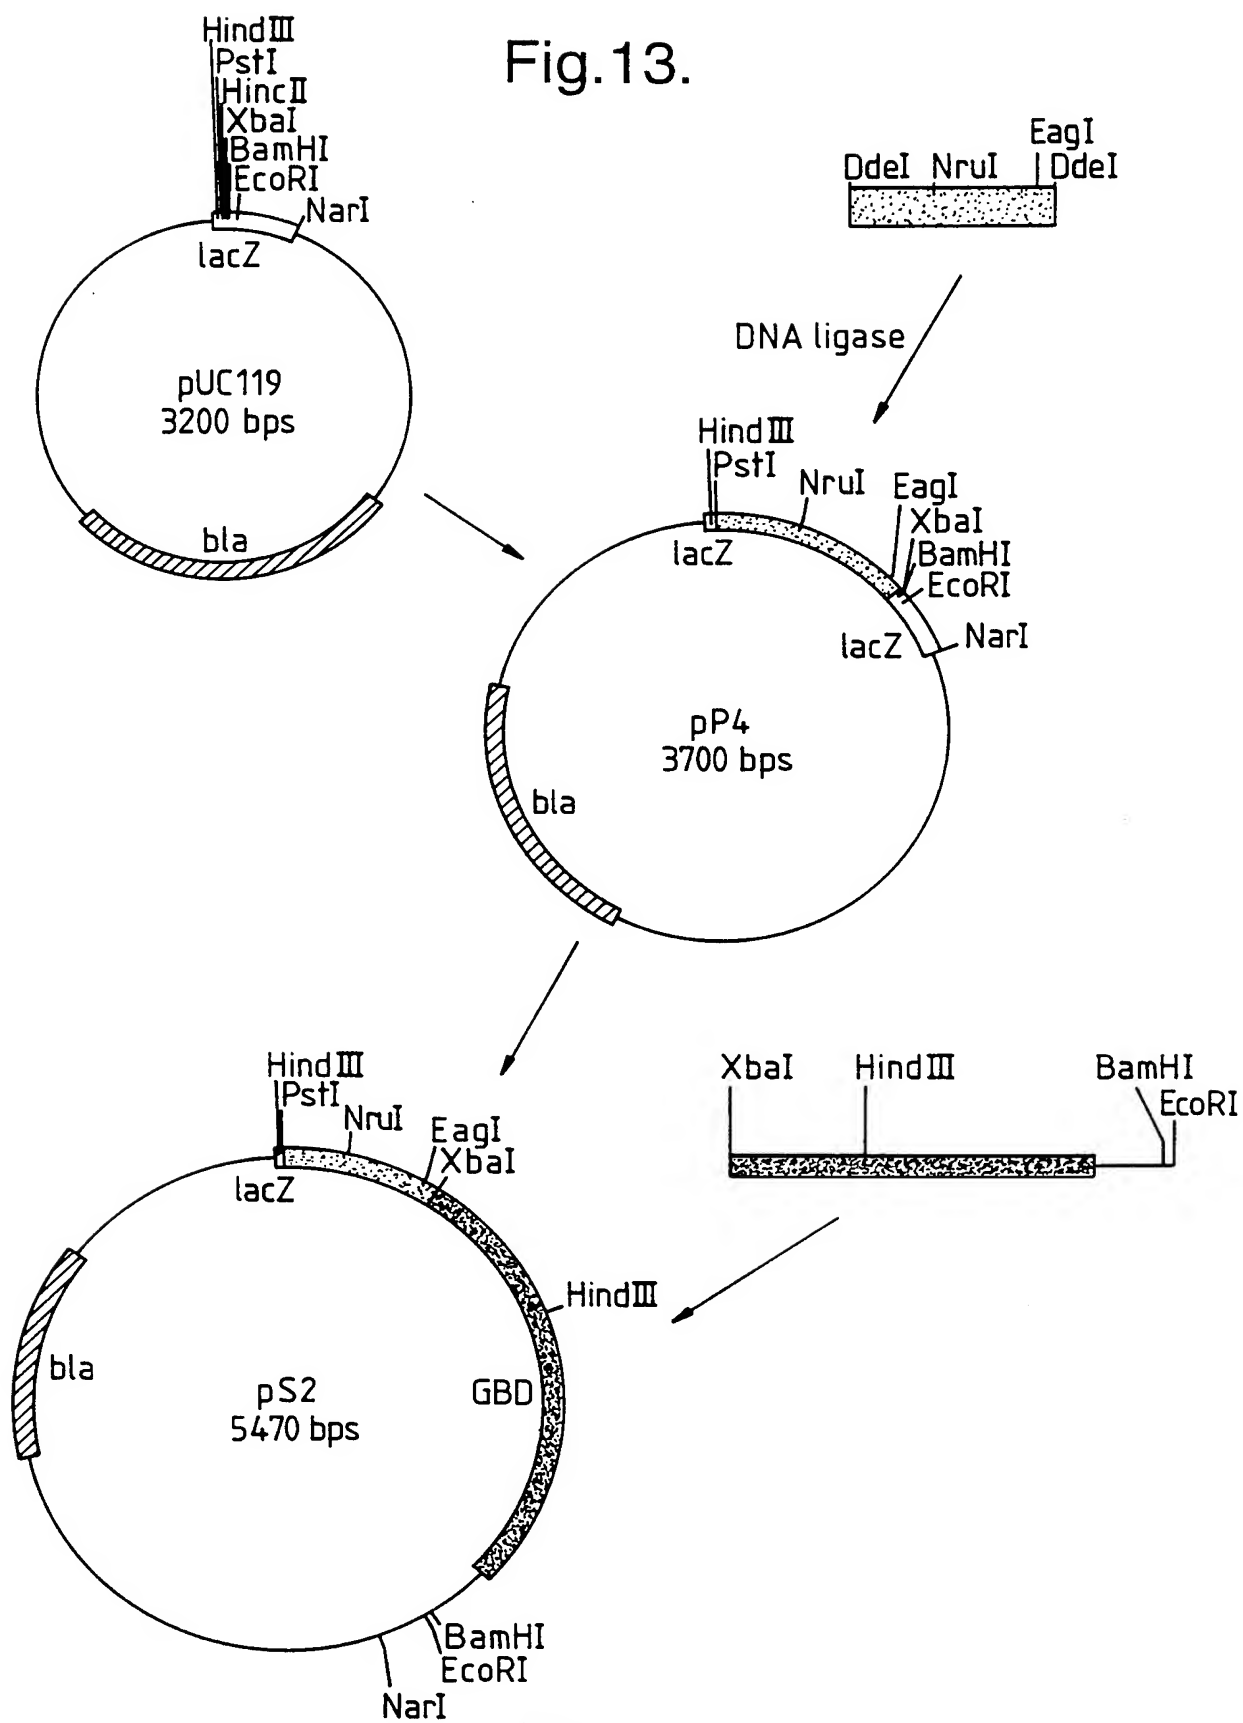 Fig.13.
HindIII
PstI
HincII
XbaI
BamHI
EcoRI
NarI
lacZ
pUC119
3200 bps
bla
EagI
DdeI NruI DdeI
DNA ligase
HindIII
PstI
NruI
EagI
XbaI
BamHI
EcoRI
NarI
lacZ
lacZ
pP4
3700 bps
bla
HindIII
PstI
NruI
EagI
XbaI
lacZ
HindIII
bla
pS2
5470 bps
GBD
BamHI
EcoRI
NarI
XbaI HindIII BamHI
EcoRI